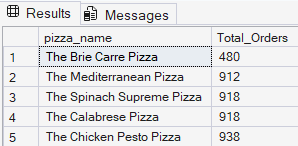 Results Messages
pizza_name Total_Orders
1 The Brie Carre Pizza 480
2 The Mediterranean Pizza 912
3 The Spinach Supreme Pizza 918
4 The Calabrese Pizza 918
5 The Chicken Pesto Pizza 938